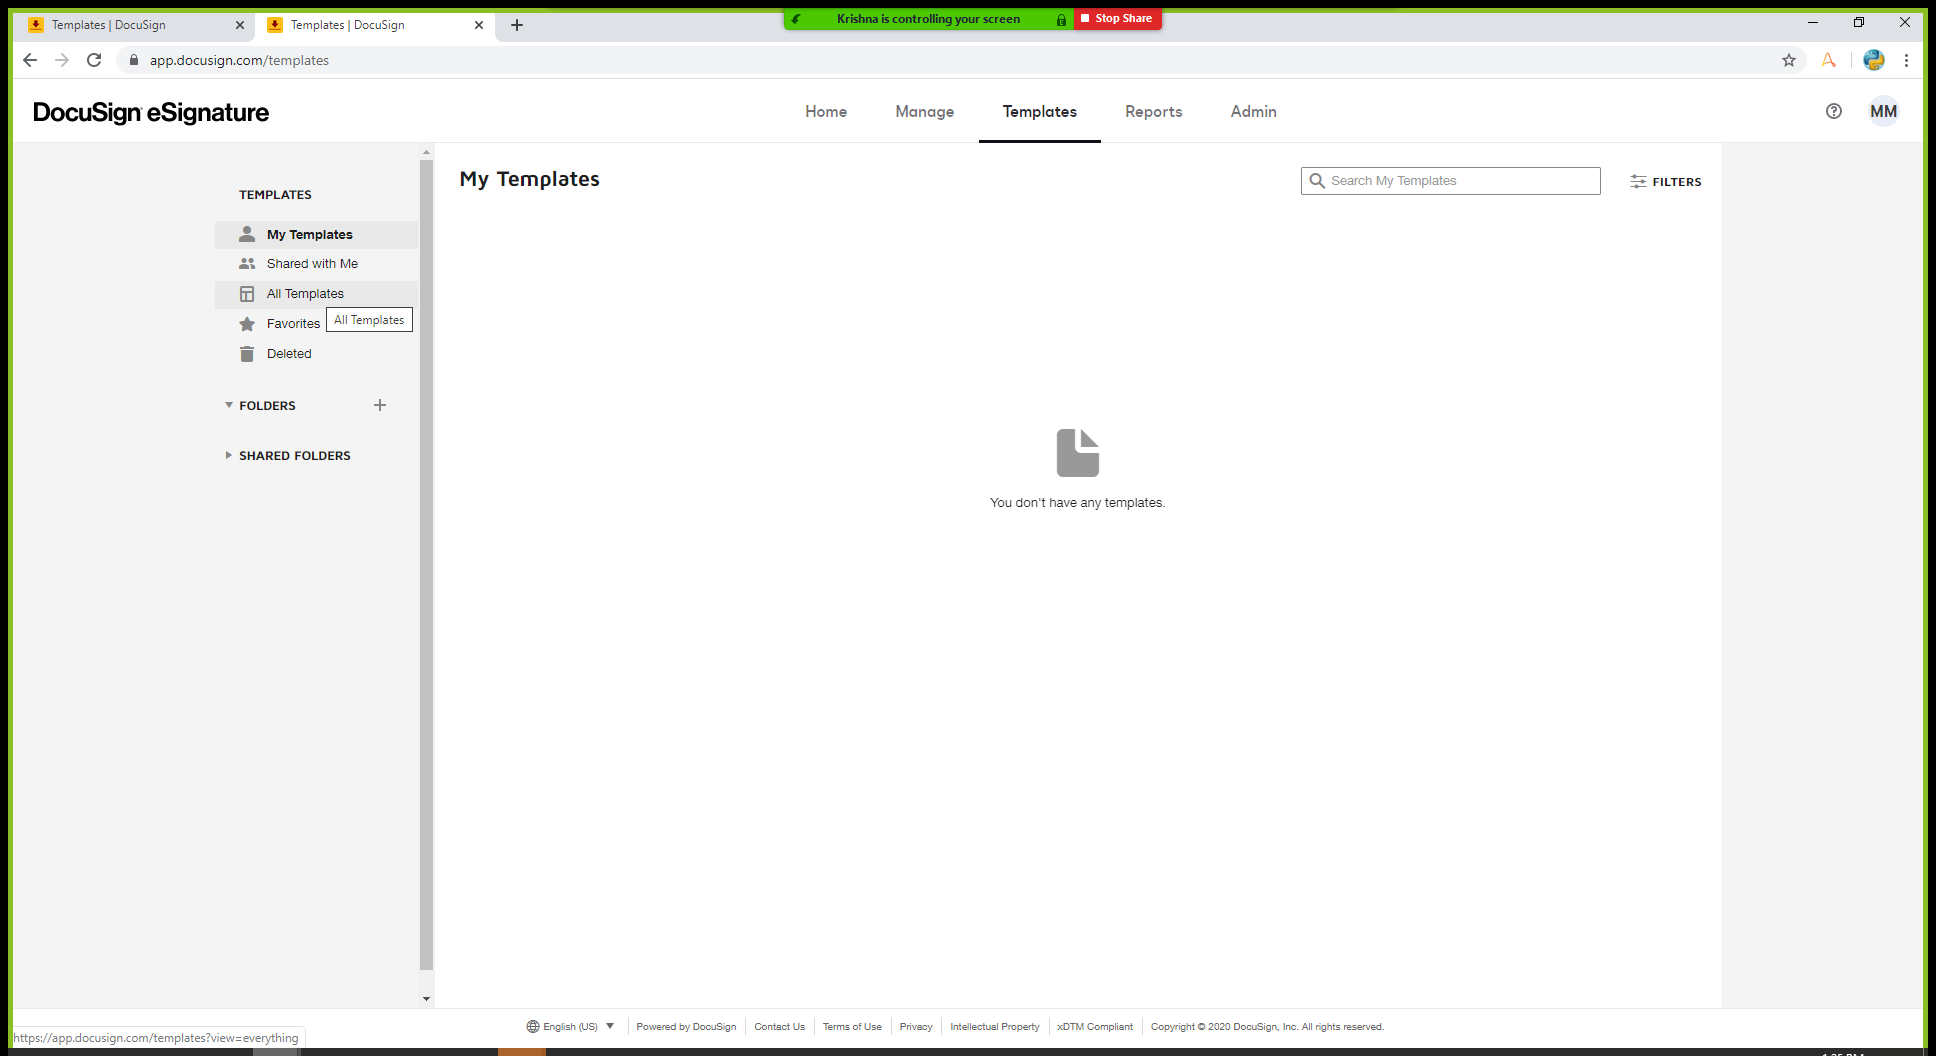 Templates | DocuSign
Templates | DocuSign
Krishna is controlling your screen
Stop Share
app.docusign.com/templates
DocuSign eSignature
Home
Manage
Templates
Reports
Admin
MM
TEMPLATES
My Templates
Shared with Me
All Templates
Favorites
All Templates
Deleted
FOLDERS
SHARED FOLDERS
My Templates
Search My Templates
FILTERS
You don't have any templates.
English (US)
Powered by DocuSign
Contact Us
Terms of Use
Privacy
Intellectual Property
xDTM Compliant
Copyright © 2020 DocuSign, Inc. All rights reserved.
https://app.docusign.com/templates?view=everything